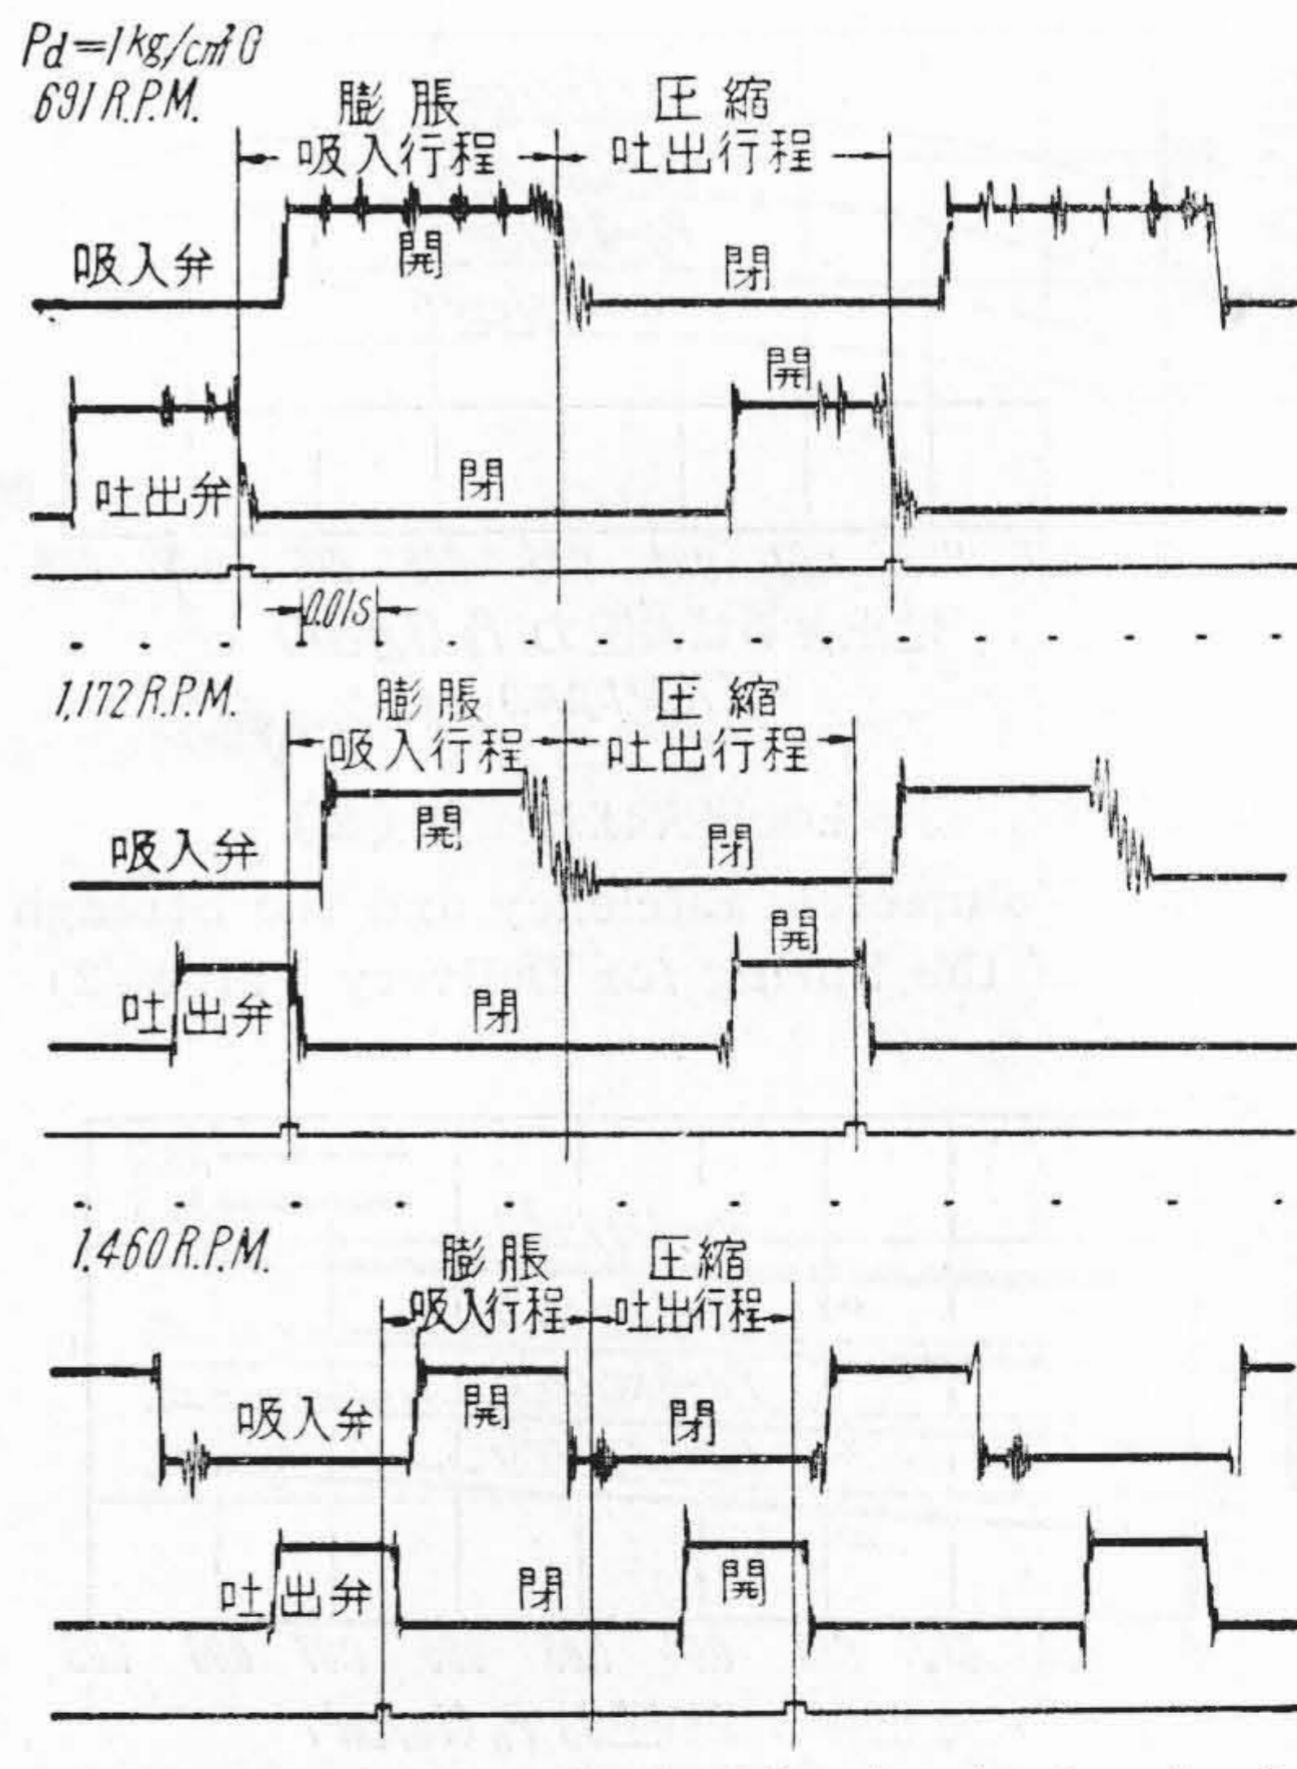 Pd=1kg/cm²G
691 R.P.M.
膨脹
吸入行程
圧縮
吐出行程
吸入弁
開
閉
開
吐出弁
閉
0.01S
1,172 R.P.M.
膨脹
吸入行程
圧縮
吐出行程
吸入弁
開
閉
開
吐出弁
閉
1,460 R.P.M.
膨脹
吸入行程
圧縮
吐出行程
吸入弁
開
閉
吐出弁
閉
開